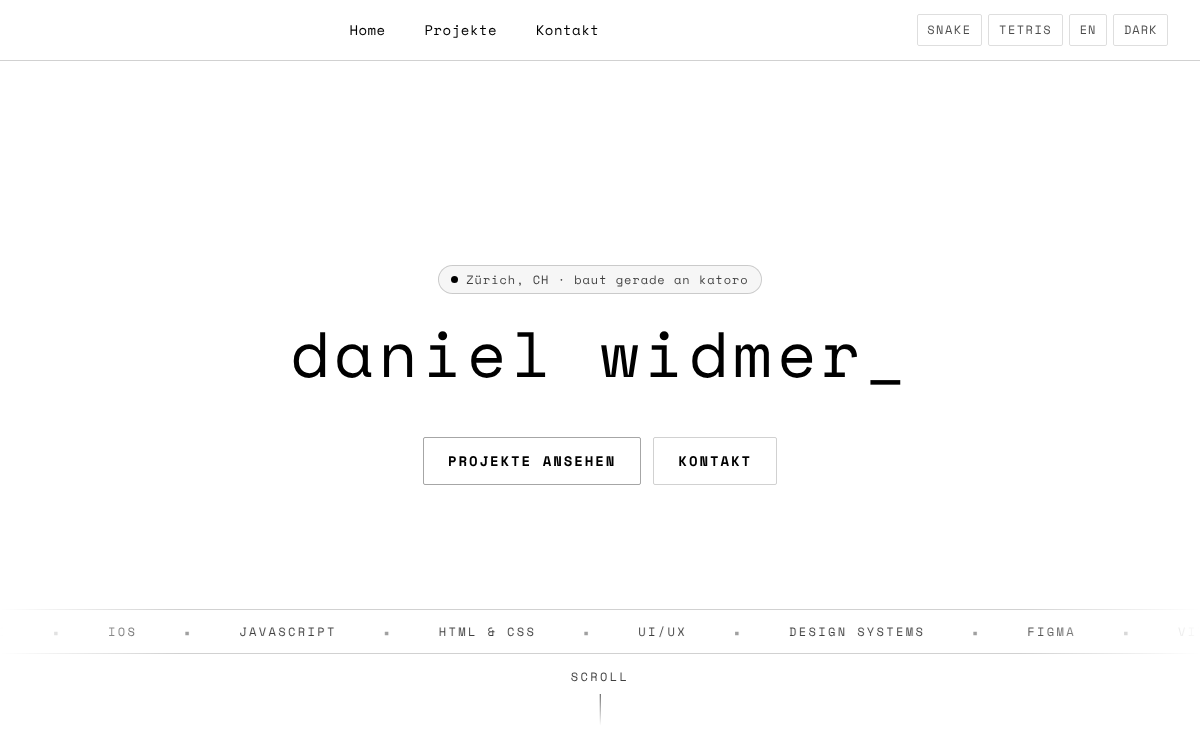 Home Projekte Kontakt SNAKE TETRIS EN DARK
Zürich, CH · baut gerade an katoro
daniel widmer_
PROJEKTE ANSEHEN KONTAKT
IOS JAVASCRIPT HTML & CSS UI/UX DESIGN SYSTEMS FIGMA
SCROLL